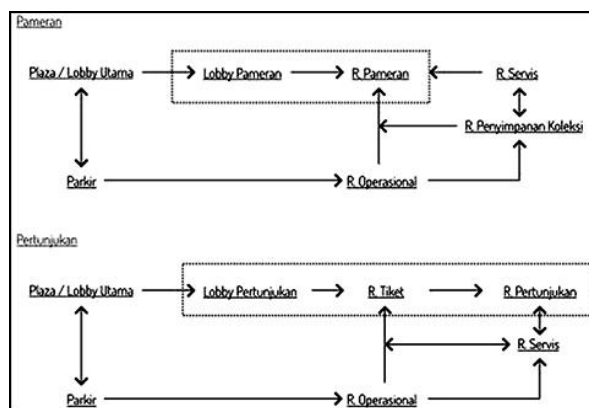 Pameran
Plaza / Lobby Utama
Lobby Pameran
R. Pameran
R. Servis
R. Penyimpanan Koleksi
Parkir
R. Operasional
Pertunjukan
Plaza / Lobby Utama
Lobby Pertunjukan
R. Tiket
R. Pertunjukan
R. Servis
Parkir
R. Operasional